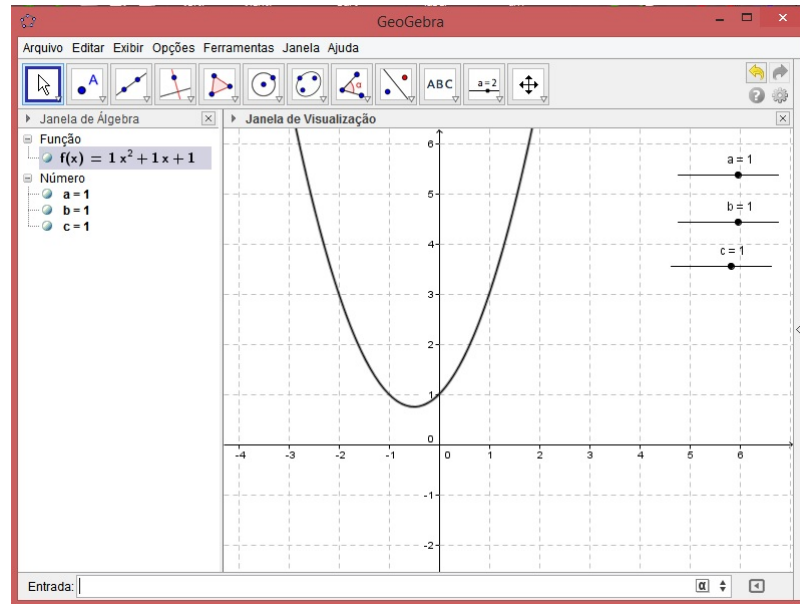 GeoGebra
Arquivo Editar Exibir Opções Ferramentas Janela Ajuda
A
α
ABC
a=2
Janela de Álgebra
Janela de Visualização
Função
f(x) = 1 x² + 1 x + 1
Número
a = 1
b = 1
c = 1
a = 1
b = 1
c = 1
6
5
4
3
2
1
0
-4 -3 -2 -1 0 1 2 3 4 5 6
-1
-2
Entrada:
α